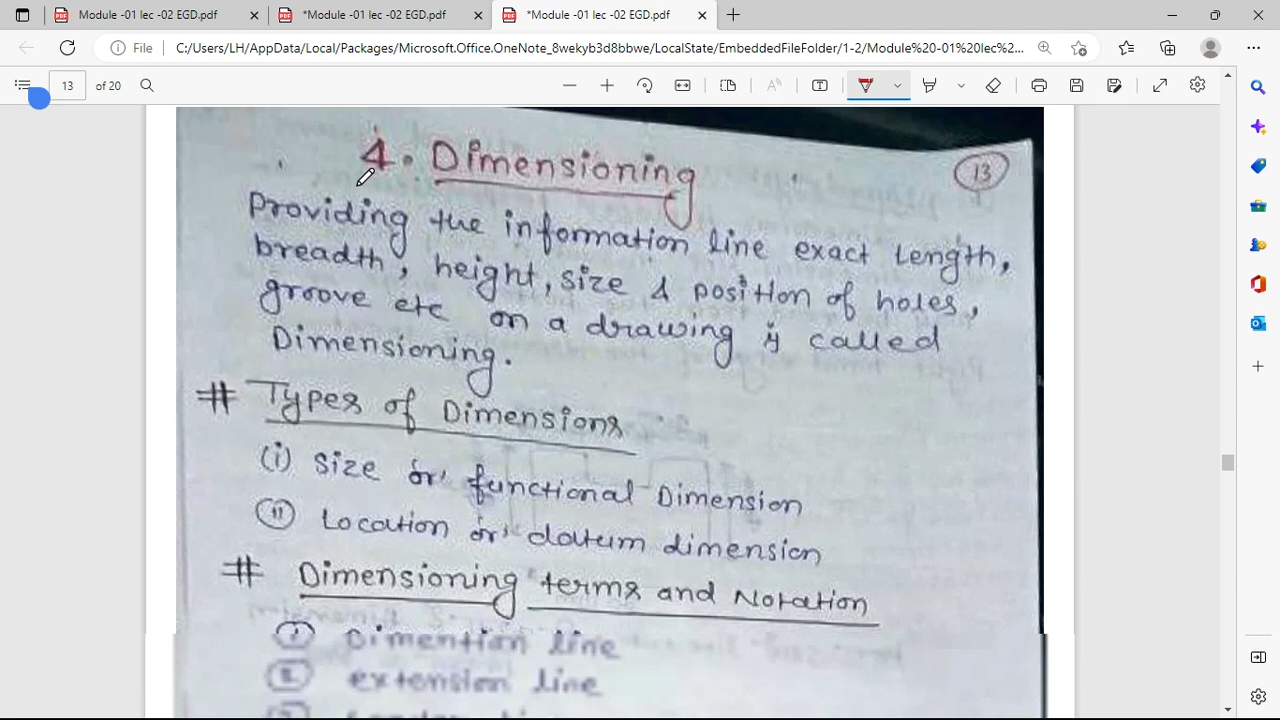 Module -01 lec -02 EGD.pdf
*Module -01 lec -02 EGD.pdf
*Module -01 lec -02 EGD.pdf
File
C:/Users/LH/AppData/Local/Packages/Microsoft.Office.OneNote_8wekyb3d8bbwe/LocalState/EmbeddedFileFolder/1-2/Module%20-01%20lec%2...
13 of 20
4. Dimensioning
13
Providing the information line exact Length,
breadth, height, size & position of holes,
groove etc on a drawing is called
Dimensioning.
# Types of Dimensions
(i) Size or functional Dimension
(ii) Location or datum dimension
# Dimensioning terms and Notation
① Dimention line
② extension line